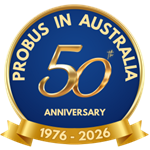 PROBUS IN AUSTRALIA
50th
ANNIVERSARY
1976 - 2026